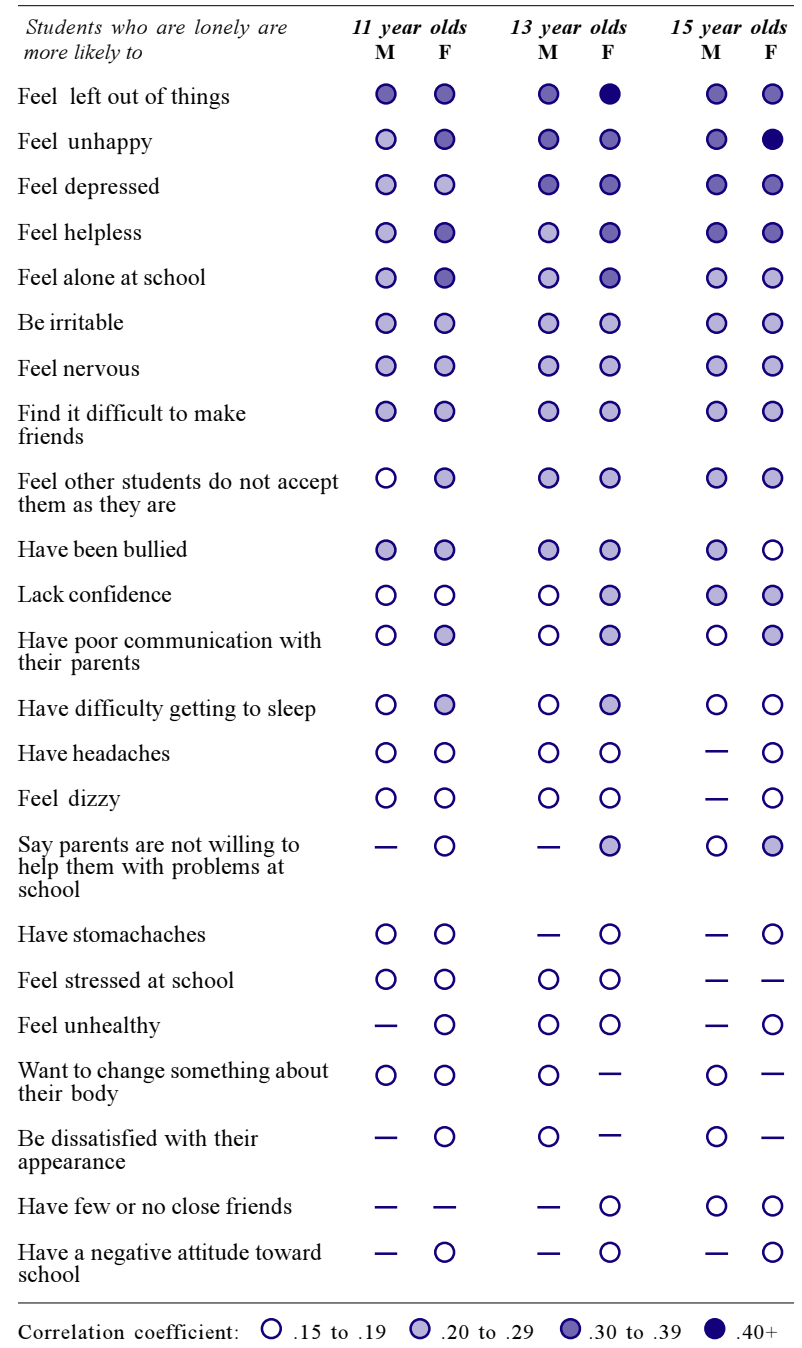 Students who are lonely are 11 year olds 13 year olds 15 year olds
more likely to M F M F M F
Feel left out of things
Feel unhappy
Feel depressed
Feel helpless
Feel alone at school
Be irritable
Feel nervous
Find it difficult to make
friends
Feel other students do not accept
them as they are
Have been bullied
Lack confidence
Have poor communication with
their parents
Have difficulty getting to sleep
Have headaches —
Feel dizzy —
Say parents are not willing to — —
help them with problems at
school
Have stomachaches — —
Feel stressed at school — —
Feel unhealthy — —
Want to change something about — —
their body
Be dissatisfied with their — — —
appearance
Have few or no close friends — — —
Have a negative attitude toward — — —
school
Correlation coefficient: .15 to .19 .20 to .29 .30 to .39 .40+